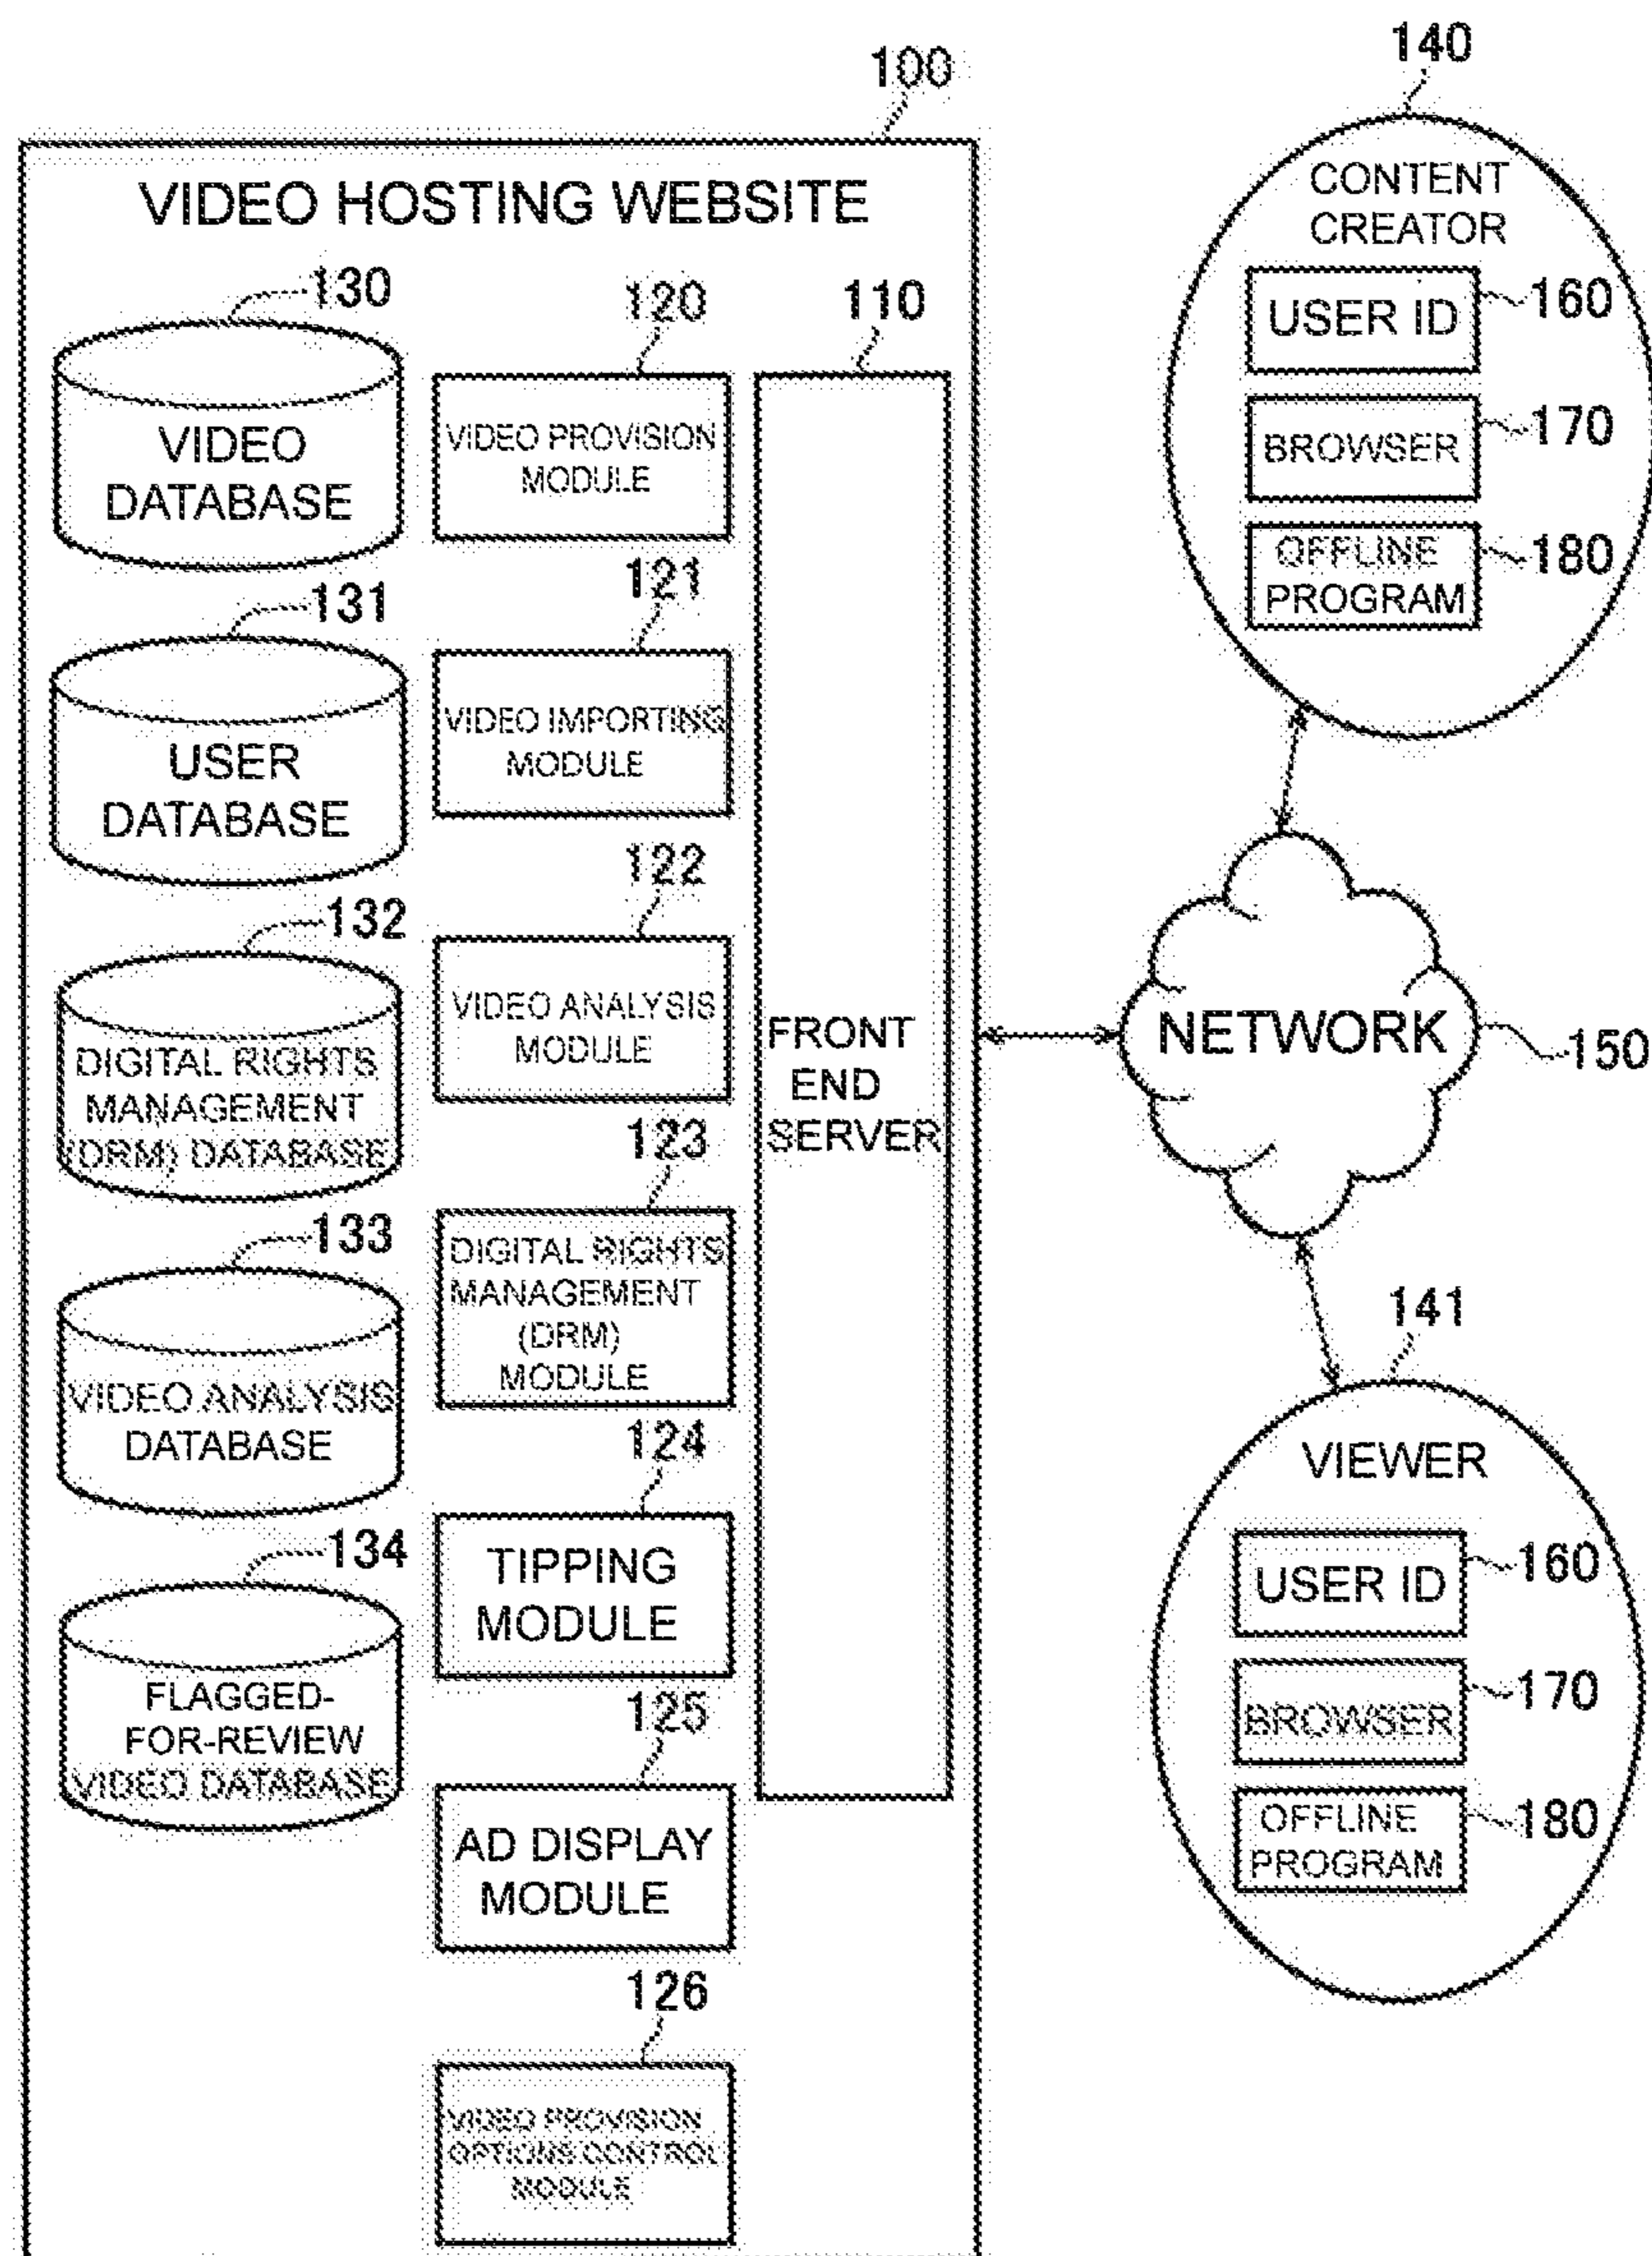 100
VIDEO HOSTING WEBSITE
130
VIDEO
DATABASE
131
USER
DATABASE
132
DIGITAL RIGHTS
MANAGEMENT
(DRM) DATABASE
133
VIDEO ANALYSIS
DATABASE
134
FLAGGED-
FOR-REVIEW
VIDEO DATABASE
120
VIDEO PROVISION
MODULE
121
VIDEO IMPORTING
MODULE
122
VIDEO ANALYSIS
MODULE
123
DIGITAL RIGHTS
MANAGEMENT
(DRM)
MODULE
124
TIPPING
MODULE
125
AD DISPLAY
MODULE
126
VIDEO PROVISION
OPTIONS CONTROL
MODULE
110
FRONT
END
SERVER
140
CONTENT
CREATOR
USER ID
160
BROWSER
170
OFFLINE
PROGRAM
180
NETWORK
150
141
VIEWER
USER ID
160
BROWSER
170
OFFLINE
PROGRAM
180